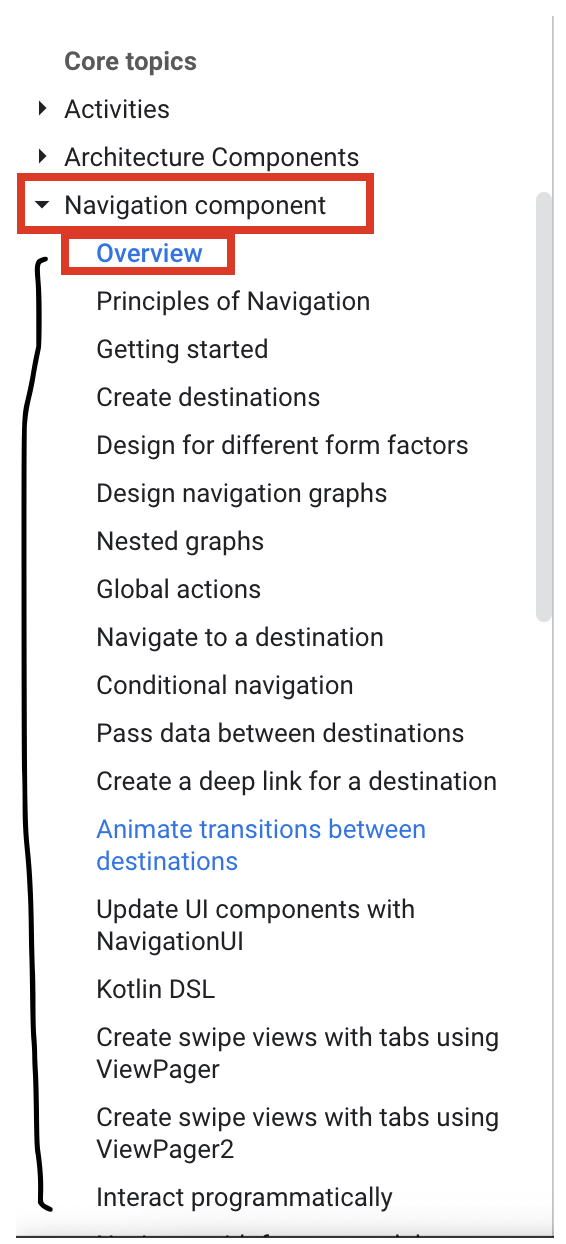 Core topics
Activities
Architecture Components
Navigation component
Overview
Principles of Navigation
Getting started
Create destinations
Design for different form factors
Design navigation graphs
Nested graphs
Global actions
Navigate to a destination
Conditional navigation
Pass data between destinations
Create a deep link for a destination
Animate transitions between
destinations
Update UI components with
NavigationUI
Kotlin DSL
Create swipe views with tabs using
ViewPager
Create swipe views with tabs using
ViewPager2
Interact programmatically